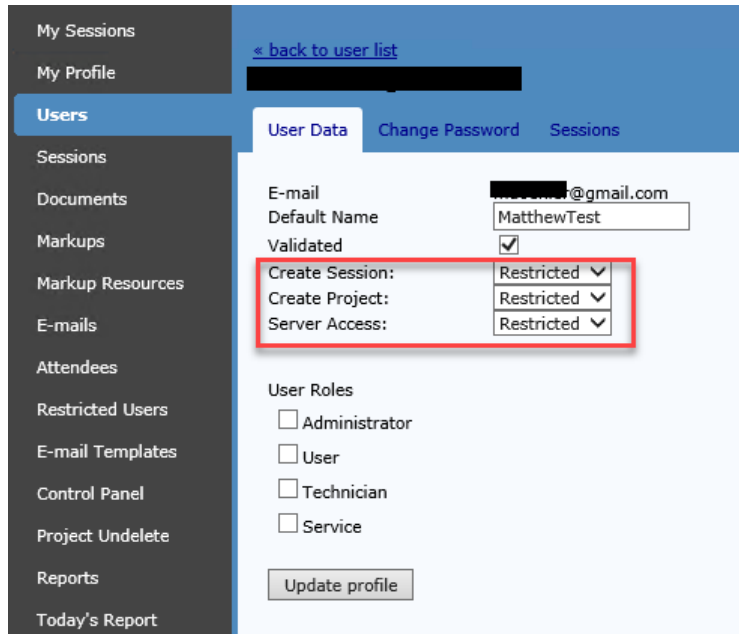 My Sessions
My Profile
Users
Sessions
Documents
Markups
Markup Resources
E-mails
Attendees
Restricted Users
E-mail Templates
Control Panel
Project Undelete
Reports
Today's Report
« back to user list
User Data Change Password Sessions
E-mail @gmail.com
Default Name MatthewTest
Validated
Create Session: Restricted
Create Project: Restricted
Server Access: Restricted
User Roles
Administrator
User
Technician
Service
Update profile